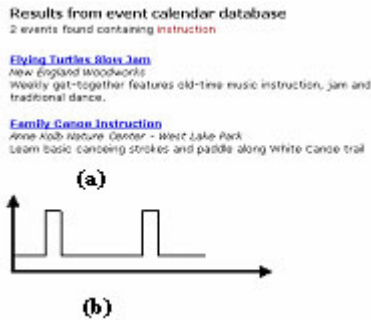 Results from event calendar database
2 events found containing instruction
Flying Turtles Slow Jam
New England Woodworks
Weekly get-together features old-time music instruction, jam and
traditional dance.
Family Canoe Instruction
Anne Kolb Nature Center - West Lake Park
Learn basic canoeing strokes and paddle along White Canoe trail
(a)
(b)